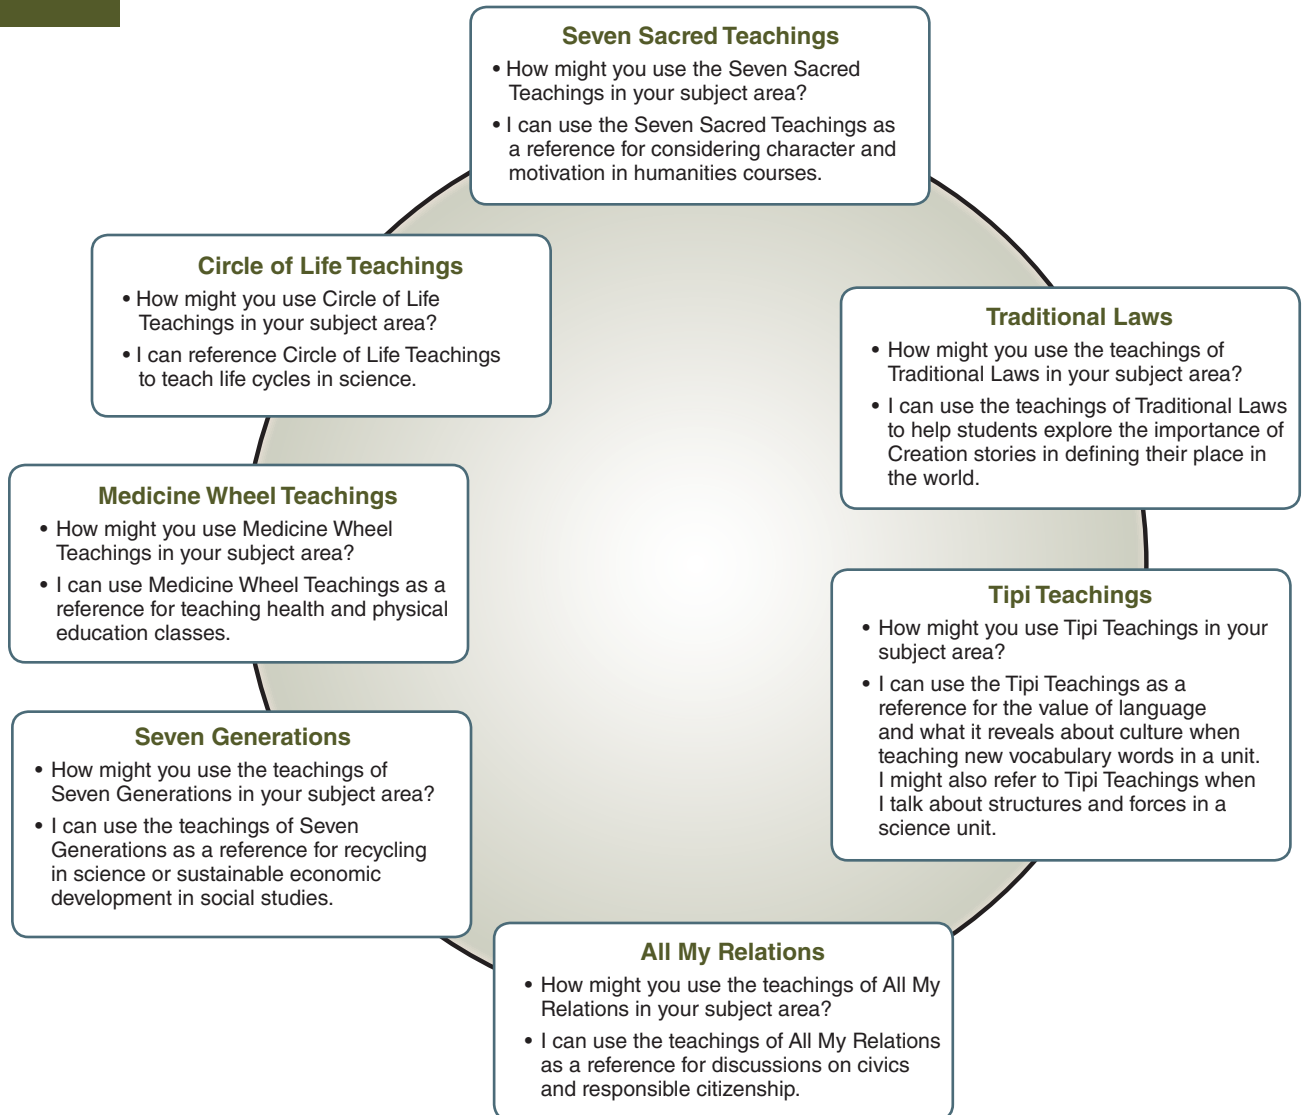 Seven Sacred Teachings
• How might you use the Seven Sacred
Teachings in your subject area?
• I can use the Seven Sacred Teachings as
a reference for considering character and
motivation in humanities courses.
Circle of Life Teachings
• How might you use Circle of Life
Teachings in your subject area?
• I can reference Circle of Life Teachings
to teach life cycles in science.
Traditional Laws
• How might you use the teachings of
Traditional Laws in your subject area?
• I can use the teachings of Traditional Laws
to help students explore the importance of
Creation stories in defining their place in
the world.
Medicine Wheel Teachings
• How might you use Medicine Wheel
Teachings in your subject area?
• I can use Medicine Wheel Teachings as a
reference for teaching health and physical
education classes.
Tipi Teachings
• How might you use Tipi Teachings in your
subject area?
• I can use the Tipi Teachings as a
reference for the value of language
and what it reveals about culture when
teaching new vocabulary words in a unit.
I might also refer to Tipi Teachings when
I talk about structures and forces in a
science unit.
Seven Generations
• How might you use the teachings of
Seven Generations in your subject area?
• I can use the teachings of Seven
Generations as a reference for recycling
in science or sustainable economic
development in social studies.
All My Relations
• How might you use the teachings of All My
Relations in your subject area?
• I can use the teachings of All My Relations
as a reference for discussions on civics
and responsible citizenship.